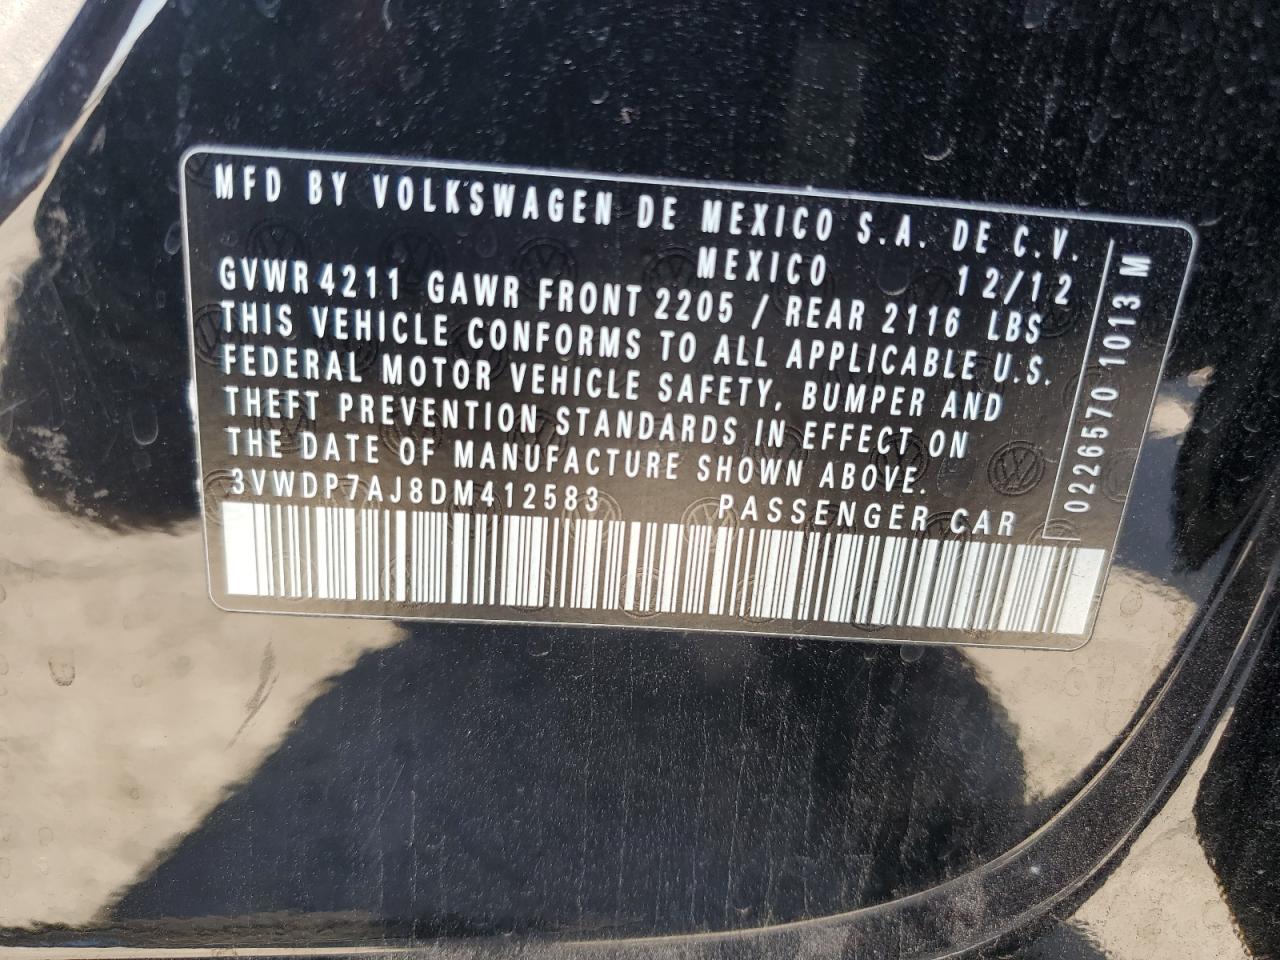 MFD BY VOLKSWAGEN DE MEXICO S.A. DE C.V.
MEXICO 12/12
GVWR 4211 GAWR FRONT 2205 / REAR 2116 LBS
THIS VEHICLE CONFORMS TO ALL APPLICABLE U.S.
FEDERAL MOTOR VEHICLE SAFETY, BUMPER AND
THEFT PREVENTION STANDARDS IN EFFECT ON
THE DATE OF MANUFACTURE SHOWN ABOVE.
3VWDP7AJ8DM412583 PASSENGER CAR
0226570 1013 M